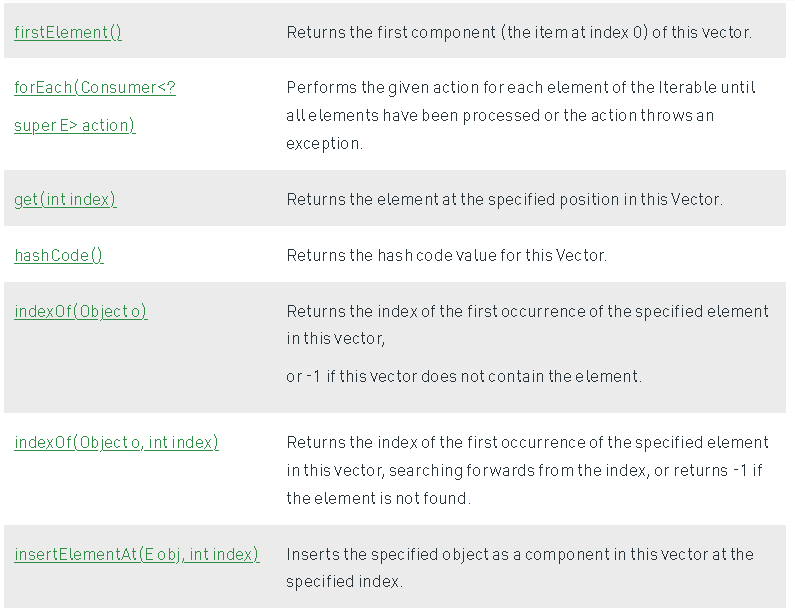 firstElement()
Returns the first component (the item at index 0) of this vector.
forEach(Consumer<?
super E> action)
Performs the given action for each element of the Iterable until
all elements have been processed or the action throws an
exception.
get(int index)
Returns the element at the specified position in this Vector.
hashCode()
Returns the hash code value for this Vector.
indexOf(Object o)
Returns the index of the first occurrence of the specified element
in this vector,
or -1 if this vector does not contain the element.
indexOf(Object o, int index)
Returns the index of the first occurrence of the specified element
in this vector, searching forwards from the index, or returns -1 if
the element is not found.
insertElementAt(E obj, int index)
Inserts the specified object as a component in this vector at the
specified index.